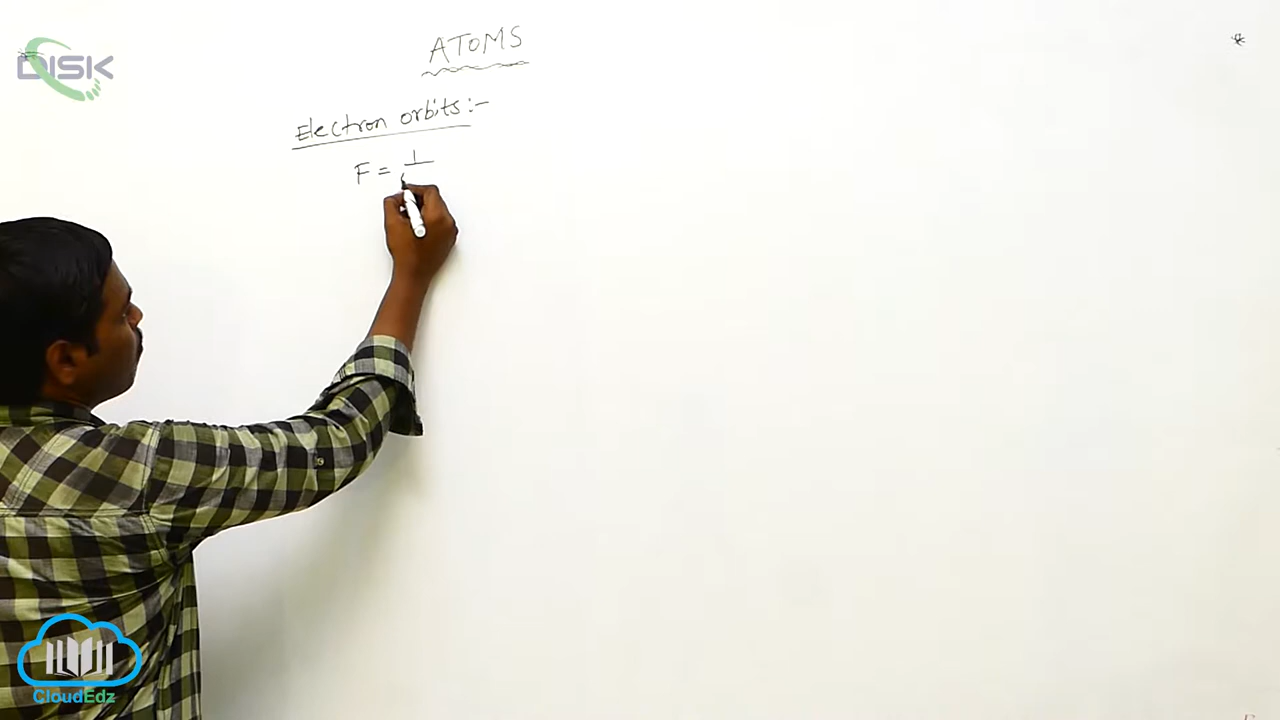 DISK
ATOMS
Electron orbits :-
F = 1
CloudEdz